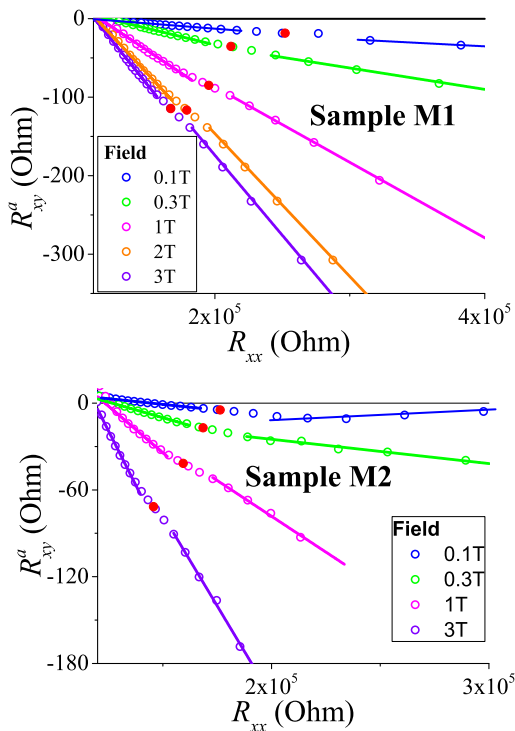 0
-100
-200
-300
R^a_xy (Ohm)
Sample M1
Field
0.1T
0.3T
1T
2T
3T
2x10^5
4x10^5
R_xx (Ohm)
0
-60
-120
-180
R^a_xy (Ohm)
Sample M2
Field
0.1T
0.3T
1T
3T
2x10^5
3x10^5
R_xx (Ohm)